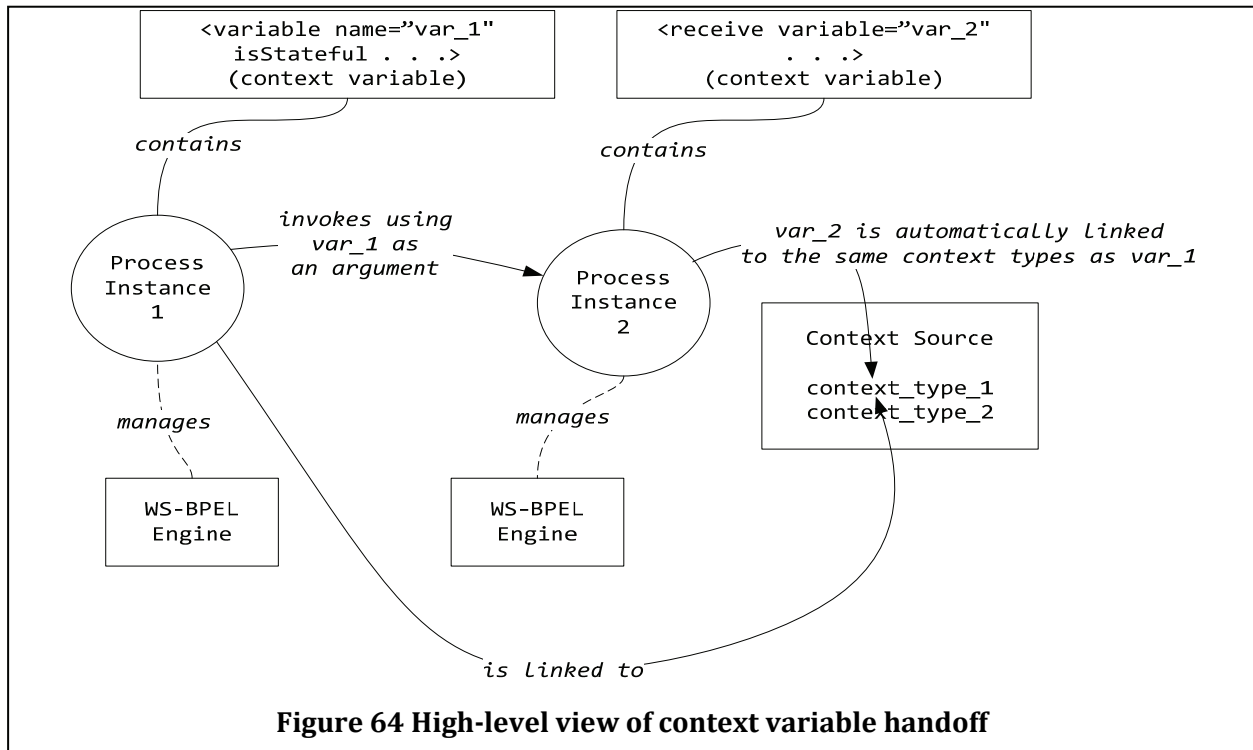 <variable name=”var_1"
isStateful . . .>
(context variable)
<receive variable=”var_2"
. . .>
(context variable)
contains
contains
invokes using
var_1 as
an argument
var_2 is automatically linked
to the same context types as var_1
Process
Instance
1
Process
Instance
2
Context Source
context_type_1
context_type_2
manages
manages
WS-BPEL
Engine
WS-BPEL
Engine
is linked to
Figure 64 High-level view of context variable handoff